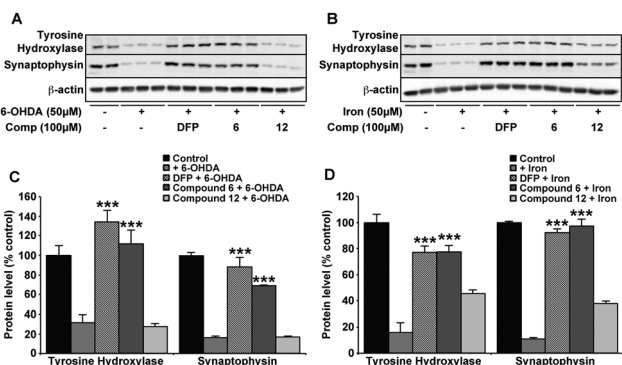 A
Tyrosine
Hydroxylase
Synaptophysin
β-actin
6-OHDA (50μM) - + + + +
Comp (100μM) - - DFP 6 12
B
Tyrosine
Hydroxylase
Synaptophysin
β-actin
Iron (50μM) - + + + +
Comp (100μM) - - DFP 6 12
C
Control
+ 6-OHDA
DFP + 6-OHDA
Compound 6 + 6-OHDA
Compound 12 + 6-OHDA
Protein level (% control)
160
140
120
100
80
60
40
20
0
*** *** *** ***
Tyrosine Hydroxylase Synaptophysin
D
Control
+ Iron
DFP + Iron
Compound 6 + Iron
Compound 12 + Iron
Protein letel (% control)
120
100
80
60
40
20
0
*** *** *** ***
Tyrosine Hydroxylase Synaptophysin